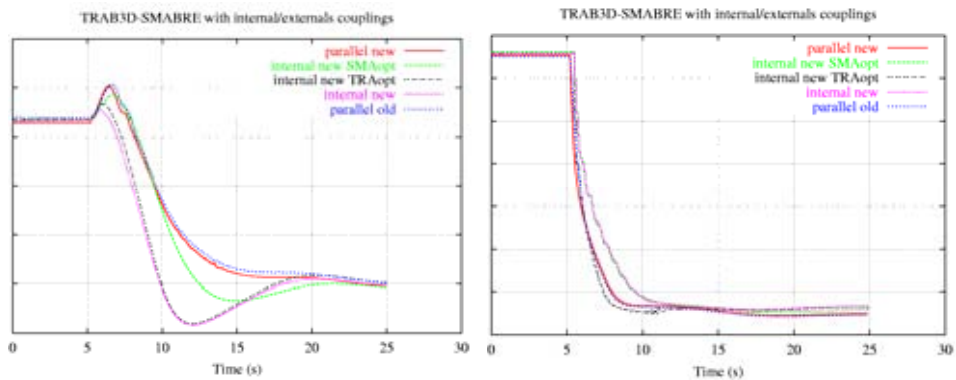 TRAB3D-SMABRE with internal/externals couplings
parallel new
internal new SMAopt
internal new TRAopt
internal new
parallel old
0 5 10 15 20 25 30
Time (s)
TRAB3D-SMABRE with internal/externals couplings
parallel new
internal new SMAopt
internal new TRAopt
internal new
parallel old
0 5 10 15 20 25 30
Time (s)